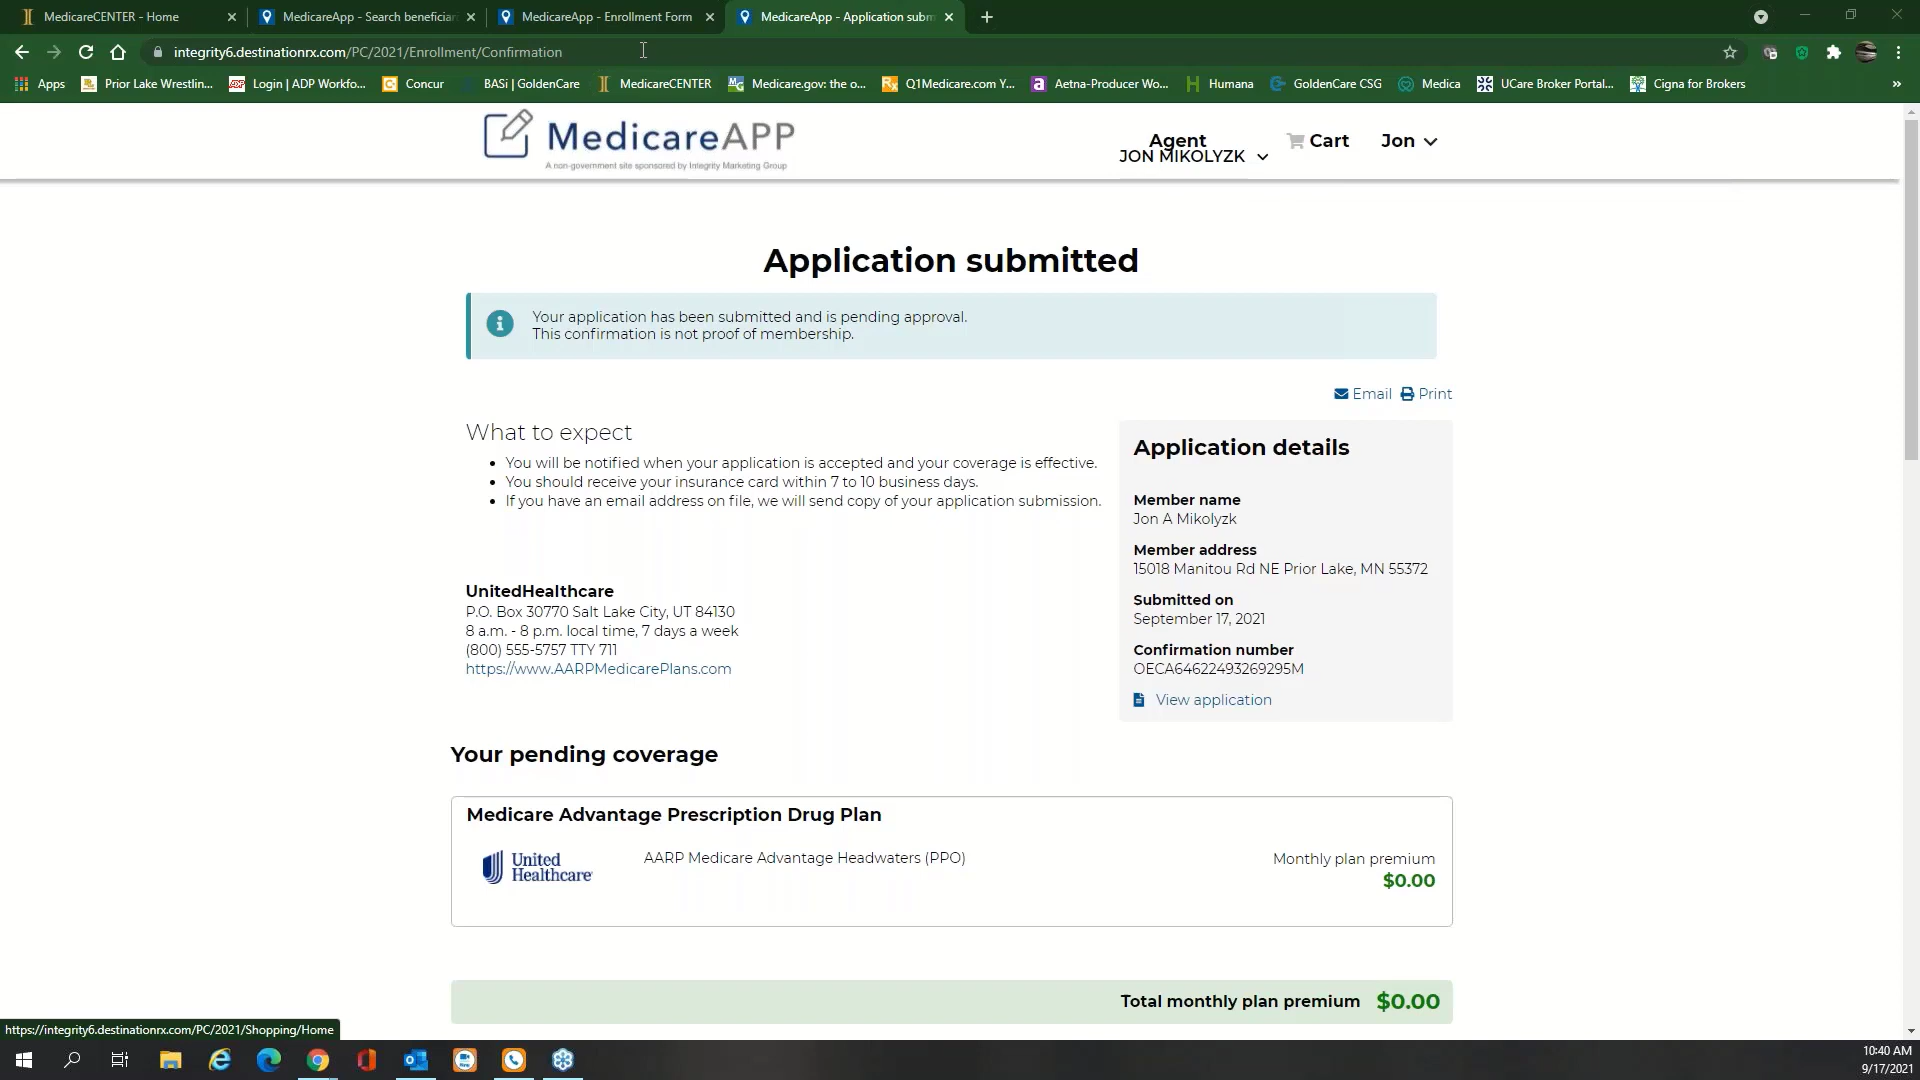 MedicareCENTER - Home
MedicareApp - Search beneficiar
MedicareApp - Enrollment Form
MedicareApp - Application subm
integrity6.destinationrx.com/PC/2021/Enrollment/Confirmation
Apps
Prior Lake Wrestlin...
Login | ADP Workfo...
Concur
BASi | GoldenCare
MedicareCENTER
Medicare.gov: the o...
Q1Medicare.com Y...
Aetna-Producer Wo...
Humana
GoldenCare CSG
Medica
UCare Broker Portal...
Cigna for Brokers
»
MedicareAPP
A non-government site sponsored by Integrity Marketing Group
Agent
JON MIKOLYZK
Cart
Jon
Application submitted
Your application has been submitted and is pending approval.
This confirmation is not proof of membership.
Email
Print
What to expect
• You will be notified when your application is accepted and your coverage is effective.
• You should receive your insurance card within 7 to 10 business days.
• If you have an email address on file, we will send copy of your application submission.
UnitedHealthcare
P.O. Box 30770 Salt Lake City, UT 84130
8 a.m. - 8 p.m. local time, 7 days a week
(800) 555-5757 TTY 711
https://www.AARPMedicarePlans.com
Application details
Member name
Jon A Mikolyzk
Member address
15018 Manitou Rd NE Prior Lake, MN 55372
Submitted on
September 17, 2021
Confirmation number
OECA64622493269295M
View application
Your pending coverage
Medicare Advantage Prescription Drug Plan
United
Healthcare
AARP Medicare Advantage Headwaters (PPO)
Monthly plan premium
$0.00
Total monthly plan premium $0.00
https://integrity6.destinationrx.com/PC/2021/Shopping/Home
10:40 AM
9/17/2021